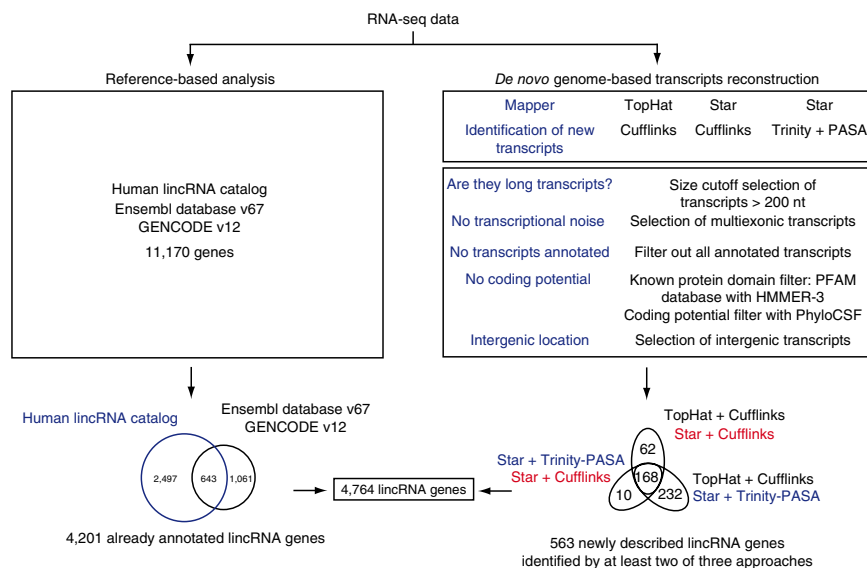 RNA-seq data
Reference-based analysis
Human lincRNA catalog
Ensembl database v67
GENCODE v12
11,170 genes
De novo genome-based transcripts reconstruction
Mapper TopHat Star Star
Identification of new transcripts Cufflinks Cufflinks Trinity + PASA
Are they long transcripts? Size cutoff selection of
transcripts > 200 nt
No transcriptional noise Selection of multiexonic transcripts
No transcripts annotated Filter out all annotated transcripts
No coding potential Known protein domain filter: PFAM
database with HMMER-3
Coding potential filter with PhyloCSF
Intergenic location Selection of intergenic transcripts
Human lincRNA catalog
Ensembl database v67
GENCODE v12
2,497 643 1,061
4,201 already annotated lincRNA genes
4,764 lincRNA genes
TopHat + Cufflinks
Star + Cufflinks
62
Star + Trinity-PASA
Star + Cufflinks
168
10 232
TopHat + Cufflinks
Star + Trinity-PASA
563 newly described lincRNA genes
identified by at least two of three approaches